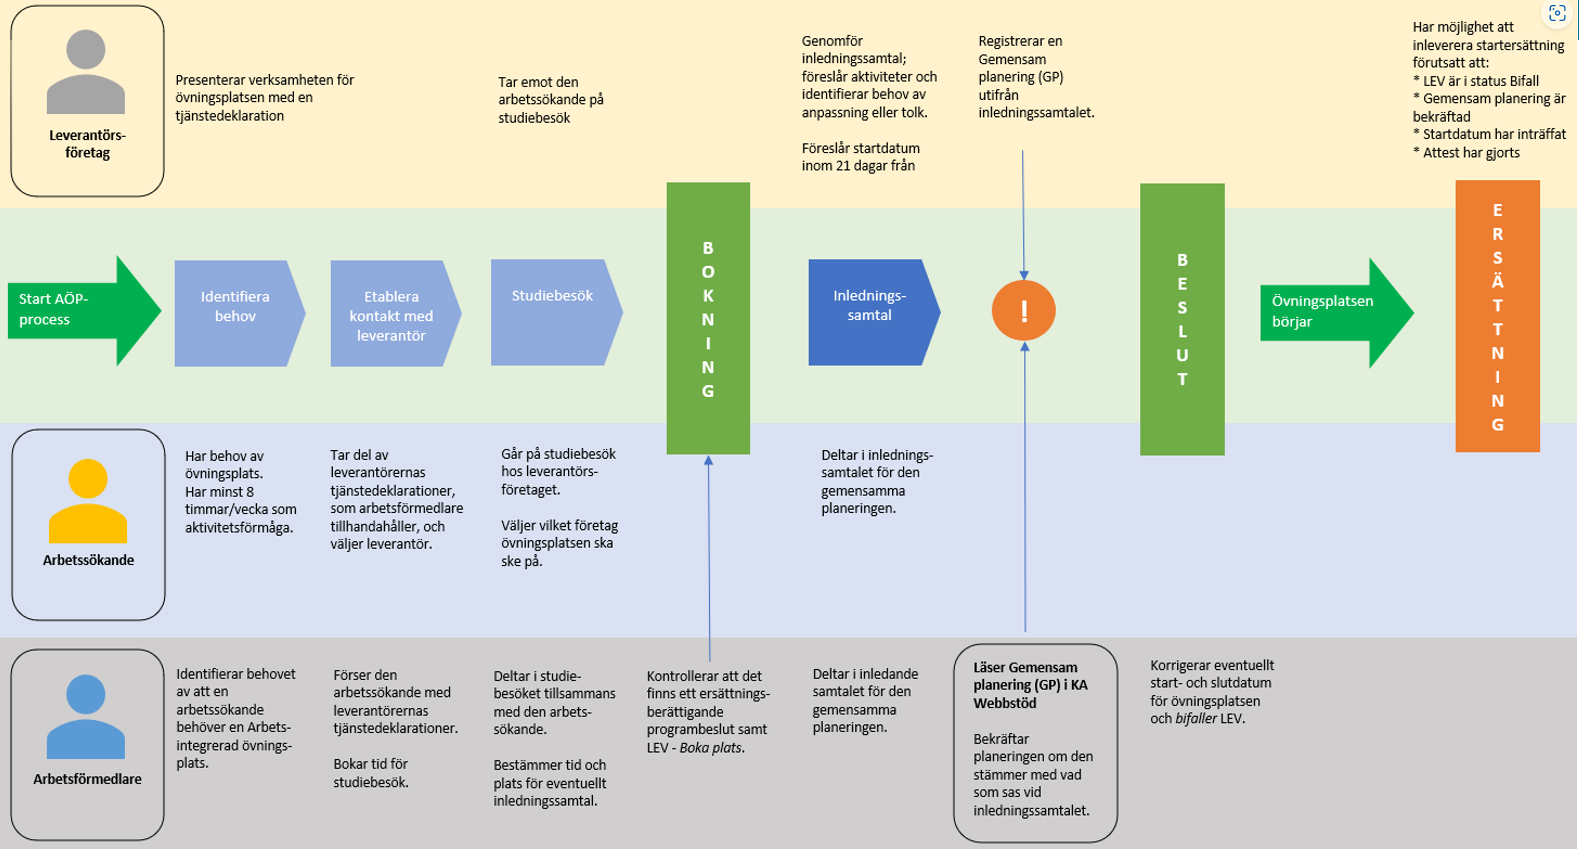 Leverantörs-
företag
Presenterar verksamheten för
övningsplatsen med en
tjänstedeklaration
Tar emot den
arbetssökande på
studiebesök
Genomför
inledningssamtal;
föreslår aktiviteter och
identifierar behov av
anpassning eller tolk.
Föreslår startdatum
inom 21 dagar från
Registrerar en
Gemensam
planering (GP)
utifrån
inledningssamtalet.
Har möjlighet att
inleverera startersättning
förutsatt att:
* LEV är i status Bifall
* Gemensam planering är
bekräftad
* Startdatum har inträffat
* Attest har gjorts
Start AÖP-
process
Identifiera
behov
Etablera
kontakt med
leverantör
Studiebesök
BOKNING
Inlednings-
samtal
!
BESLUT
Övningsplatsen
börjar
ERSÄTTNING
Arbetssökande
Har behov av
övningsplats.
Har minst 8
timmar/vecka som
aktivitetsförmåga.
Tar del av
leverantörernas
tjänstedeklarationer,
som arbetsförmedlare
tillhandahåller, och
väljer leverantör.
Går på studiebesök
hos leverantörs-
företaget.
Väljer vilket företag
övningsplatsen ska
ske på.
Deltar i inlednings-
samtalet för den
gemensamma
planeringen.
Arbetsförmedlare
Identifierar behovet
av att en
arbetssökande
behöver en Arbets-
integrerad övnings-
plats.
Förser den
arbetssökande med
leverantörernas
tjänstedeklarationer.
Bokar tid för
studiebesök.
Deltar i studie-
besöket tillsammans
med den arbets-
sökande.
Bestämmer tid och
plats för eventuellt
inledningssamtal.
Kontrollerar att det
finns ett ersättnings-
berättigande
programbeslut samt
LEV - Boka plats.
Deltar i inledande
samtalet för den
gemensamma
planeringen.
Läser Gemensam
planering (GP) i KA
Webbstöd
Bekräftar
planeringen om den
stämmer med vad
som sas vid
inledningssamtalet.
Korrigerar eventuellt
start- och slutdatum
för övningsplatsen
och bifaller LEV.